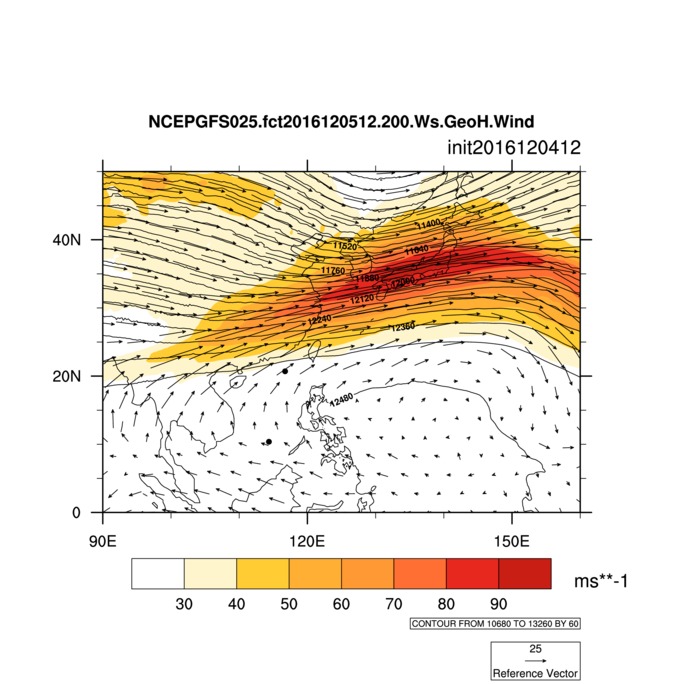 NCEPGFS025.fct2016120512.200.Ws.GeoH.Wind
init2016120412
40N
20N
0
90E 120E 150E
11400
11520
11640
11760
11880
12000
12120
12240
12360
12480
ms**-1
30 40 50 60 70 80 90
CONTOUR FROM 10680 TO 13260 BY 60
25
Reference Vector